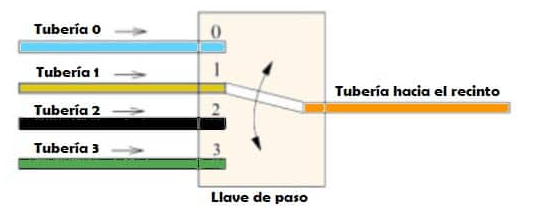 Tubería 0
0
Tubería 1
1
Tubería hacia el recinto
Tubería 2
2
Tubería 3
3
Llave de paso